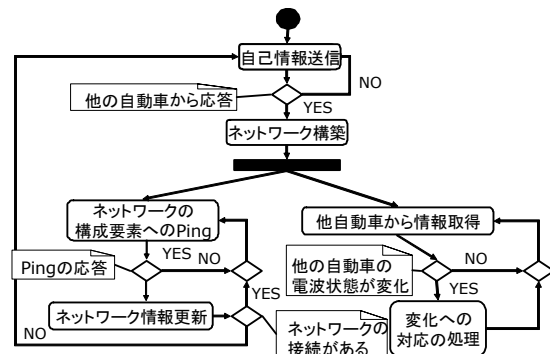 自己情報送信
NO
他の自動車から応答
YES
ネットワーク構築
ネットワークの
構成要素へのPing
他自動車から情報取得
YES
NO
Pingの応答
他の自動車の
電波状態が変化
NO
YES
YES
ネットワーク情報更新
変化への
対応の処理
NO
ネットワークの
接続がある